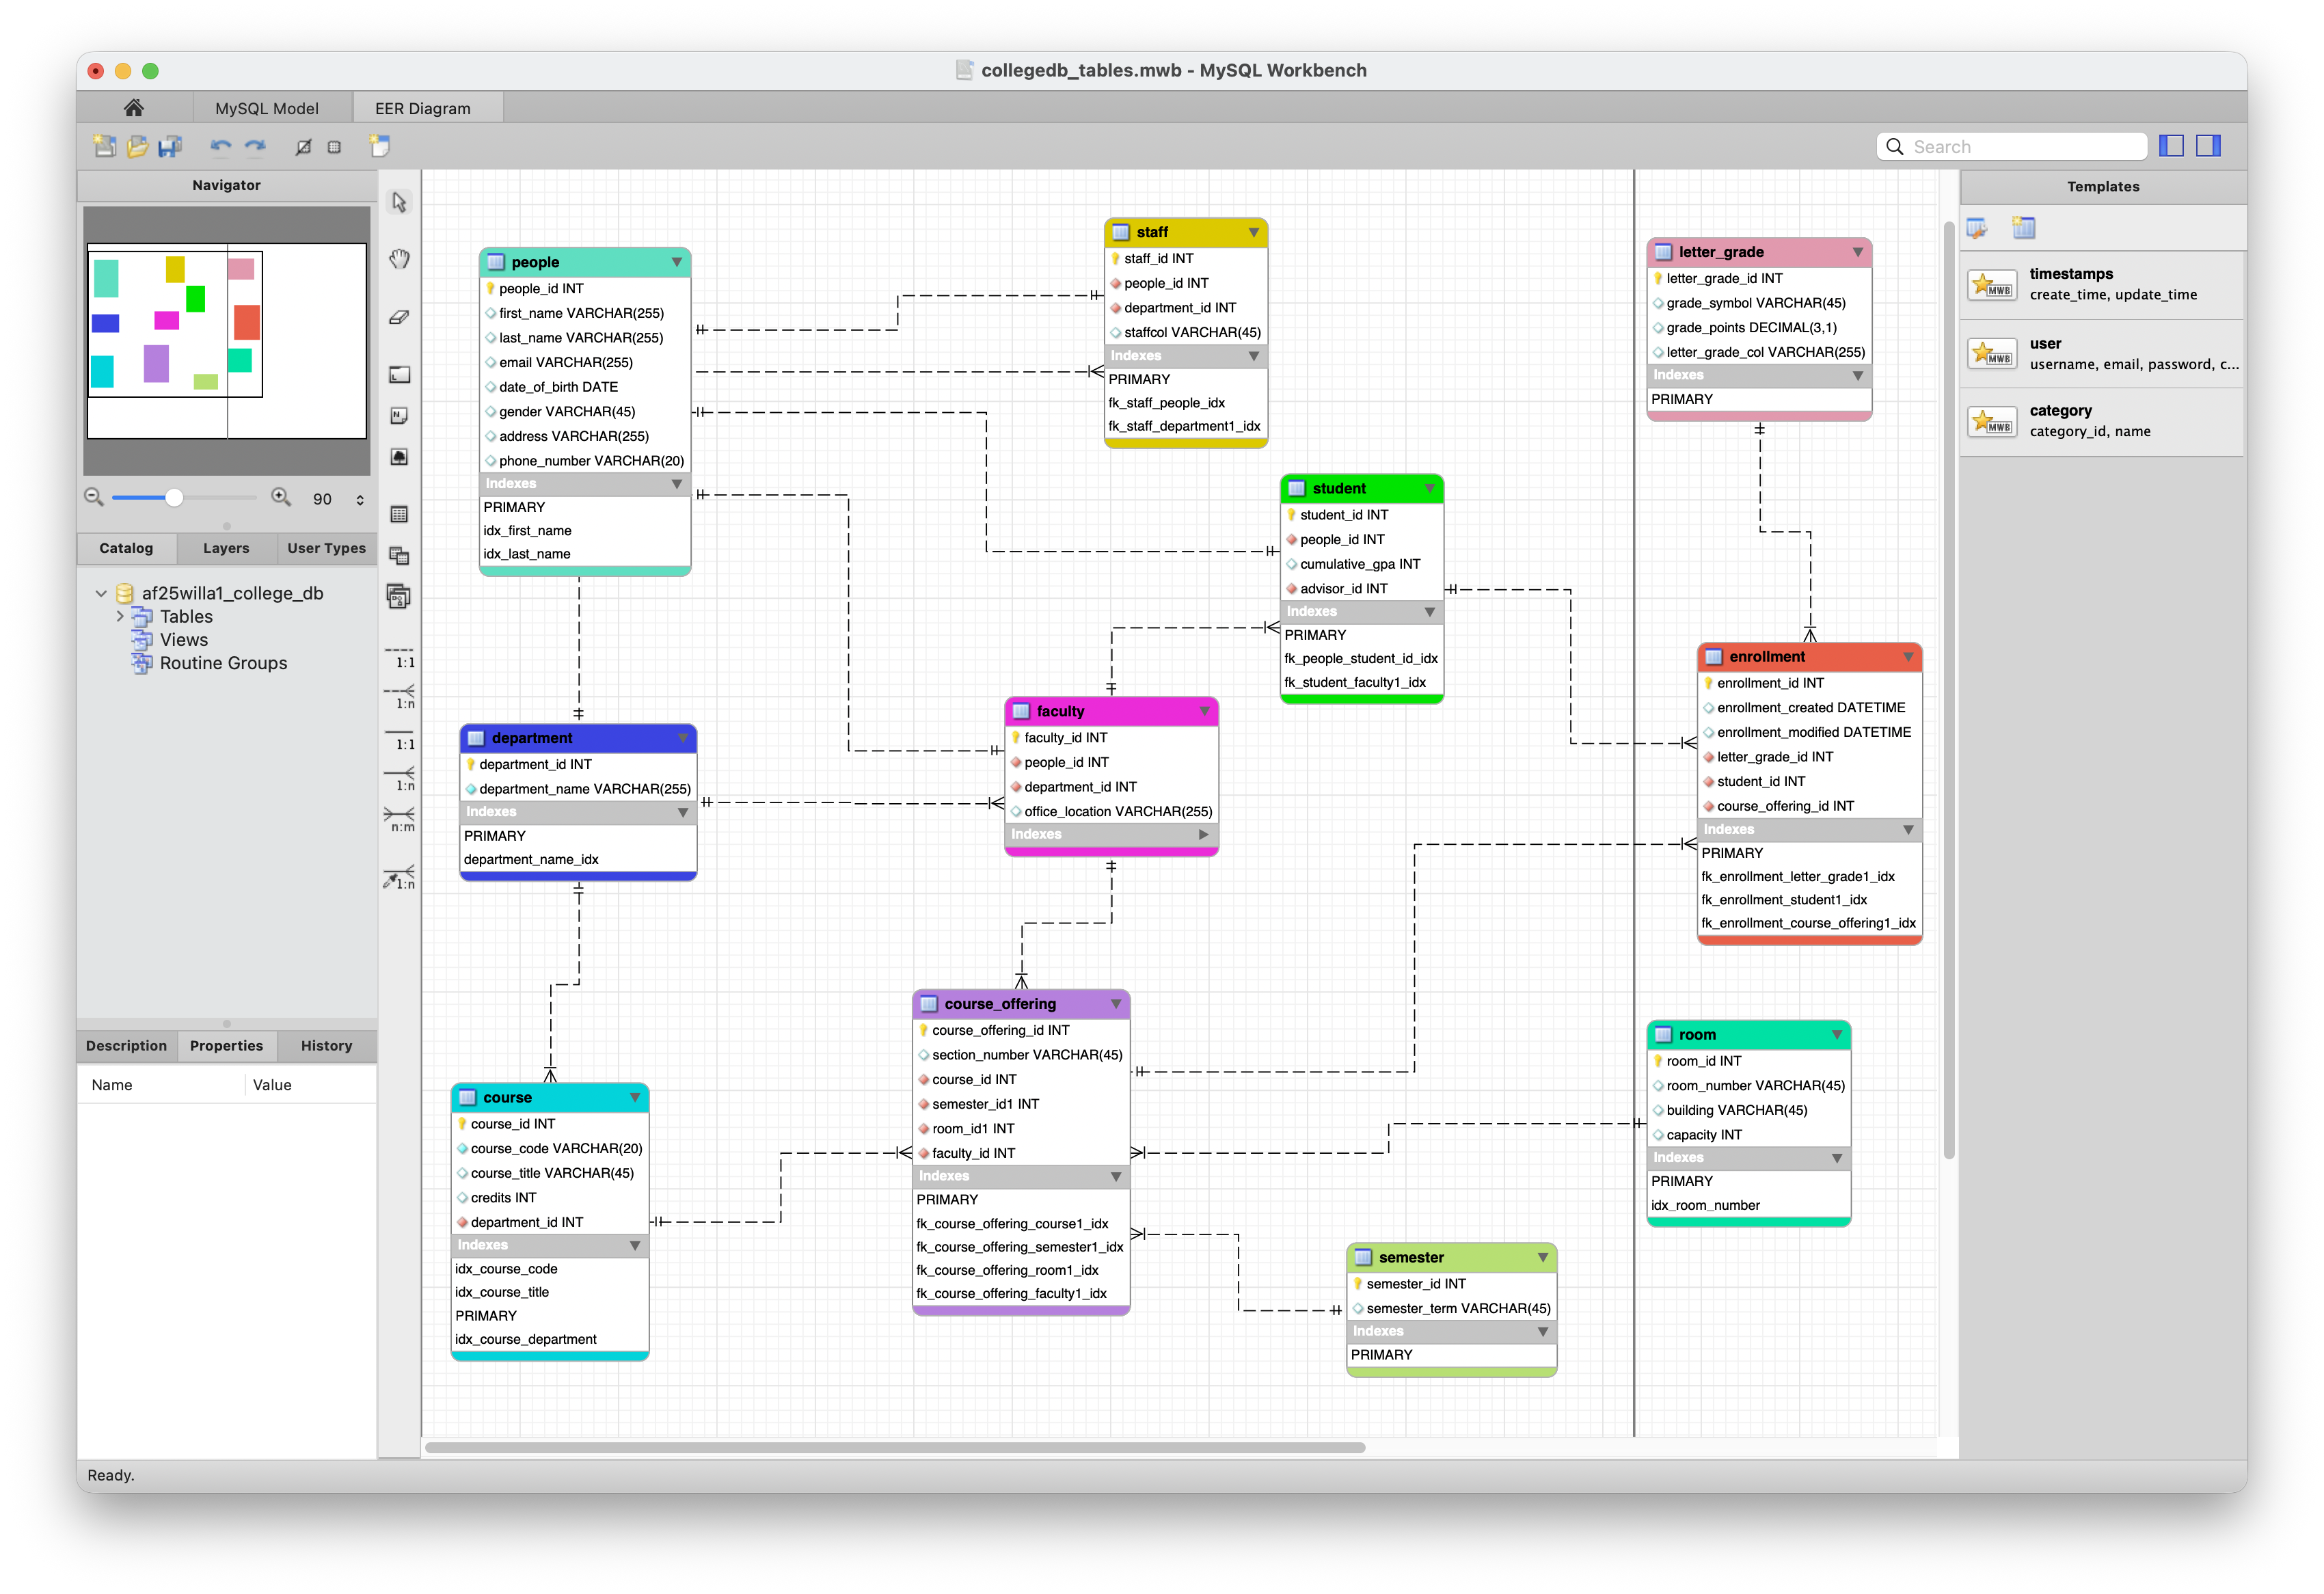 collegedb_tables.mwb - MySQL Workbench
MySQL Model
EER Diagram
Search
Navigator
90
Catalog
Layers
User Types
af25willa1_college_db
Tables
Views
Routine Groups
Description
Properties
History
Name
Value
Ready.
1:1
1:n
1:1
1:n
n:m
1:n
people
people_id INT
first_name VARCHAR(255)
last_name VARCHAR(255)
email VARCHAR(255)
date_of_birth DATE
gender VARCHAR(45)
address VARCHAR(255)
phone_number VARCHAR(20)
Indexes
PRIMARY
idx_first_name
idx_last_name
staff
staff_id INT
people_id INT
department_id INT
staffcol VARCHAR(45)
Indexes
PRIMARY
fk_staff_people_idx
fk_staff_department1_idx
letter_grade
letter_grade_id INT
grade_symbol VARCHAR(45)
grade_points DECIMAL(3,1)
letter_grade_col VARCHAR(255)
Indexes
PRIMARY
student
student_id INT
people_id INT
cumulative_gpa INT
advisor_id INT
Indexes
PRIMARY
fk_people_student_id_idx
fk_student_faculty1_idx
enrollment
enrollment_id INT
enrollment_created DATETIME
enrollment_modified DATETIME
letter_grade_id INT
student_id INT
course_offering_id INT
Indexes
PRIMARY
fk_enrollment_letter_grade1_idx
fk_enrollment_student1_idx
fk_enrollment_course_offering1_idx
department
department_id INT
department_name VARCHAR(255)
Indexes
PRIMARY
department_name_idx
faculty
faculty_id INT
people_id INT
department_id INT
office_location VARCHAR(255)
Indexes
course_offering
course_offering_id INT
section_number VARCHAR(45)
course_id INT
semester_id1 INT
room_id1 INT
faculty_id INT
Indexes
PRIMARY
fk_course_offering_course1_idx
fk_course_offering_semester1_idx
fk_course_offering_room1_idx
fk_course_offering_faculty1_idx
room
room_id INT
room_number VARCHAR(45)
building VARCHAR(45)
capacity INT
Indexes
PRIMARY
idx_room_number
course
course_id INT
course_code VARCHAR(20)
course_title VARCHAR(45)
credits INT
department_id INT
Indexes
idx_course_code
idx_course_title
PRIMARY
idx_course_department
semester
semester_id INT
semester_term VARCHAR(45)
Indexes
PRIMARY
Templates
MWB
timestamps
create_time, update_time
MWB
user
username, email, password, c...
MWB
category
category_id, name